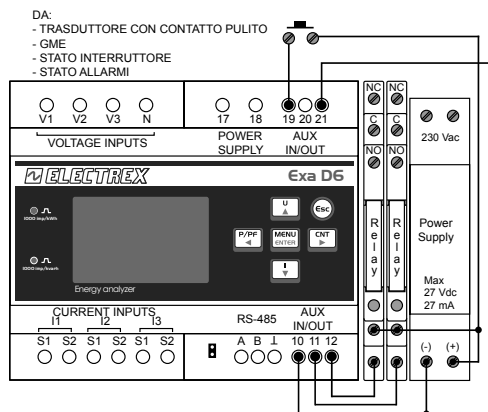 DA:
- TRASDUTTORE CON CONTATTO PULITO
- GME
- STATO INTERRUTTORE
- STATO ALLARMI
V1 V2 V3 N
17 18 19 20 21
VOLTAGE INPUTS
POWER SUPPLY
AUX IN/OUT
ELECTREX
Exa D6
1000 imp/kWh
1000 imp/kvarh
Energy analyzer
U
Esc
P/PF
MENU
ENTER
CNT
I
CURRENT INPUTS
I1 I2 I3
S1 S2 S1 S2 S1 S2
RS-485
A B ⊥
AUX IN/OUT
10 11 12
NC NC
C C
NO NO
Relay Relay
230 Vac
Power
Supply
Max
27 Vdc
27 mA
(-) (+)